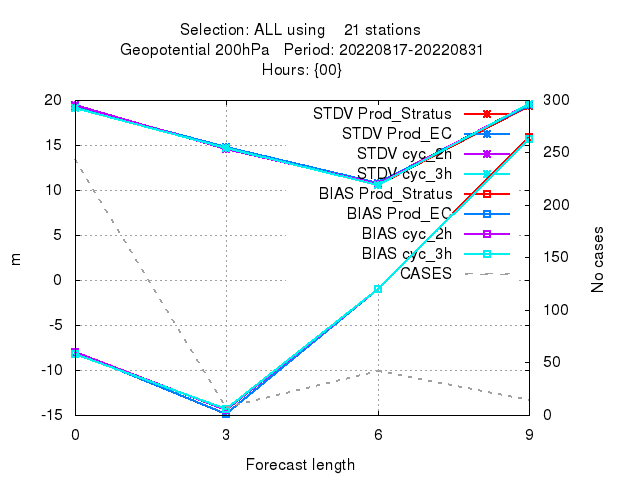 Selection: ALL using    21 stations
Geopotential 200hPa   Period: 20220817-20220831
Hours: {00}
20
15
10
5
0
-5
-10
-15
m
300
250
200
150
100
50
0
No cases
STDV Prod_Stratus
STDV Prod_EC
STDV cyc_2h
STDV cyc_3h
BIAS Prod_Stratus
BIAS Prod_EC
BIAS cyc_2h
BIAS cyc_3h
CASES
0 3 6 9
Forecast length